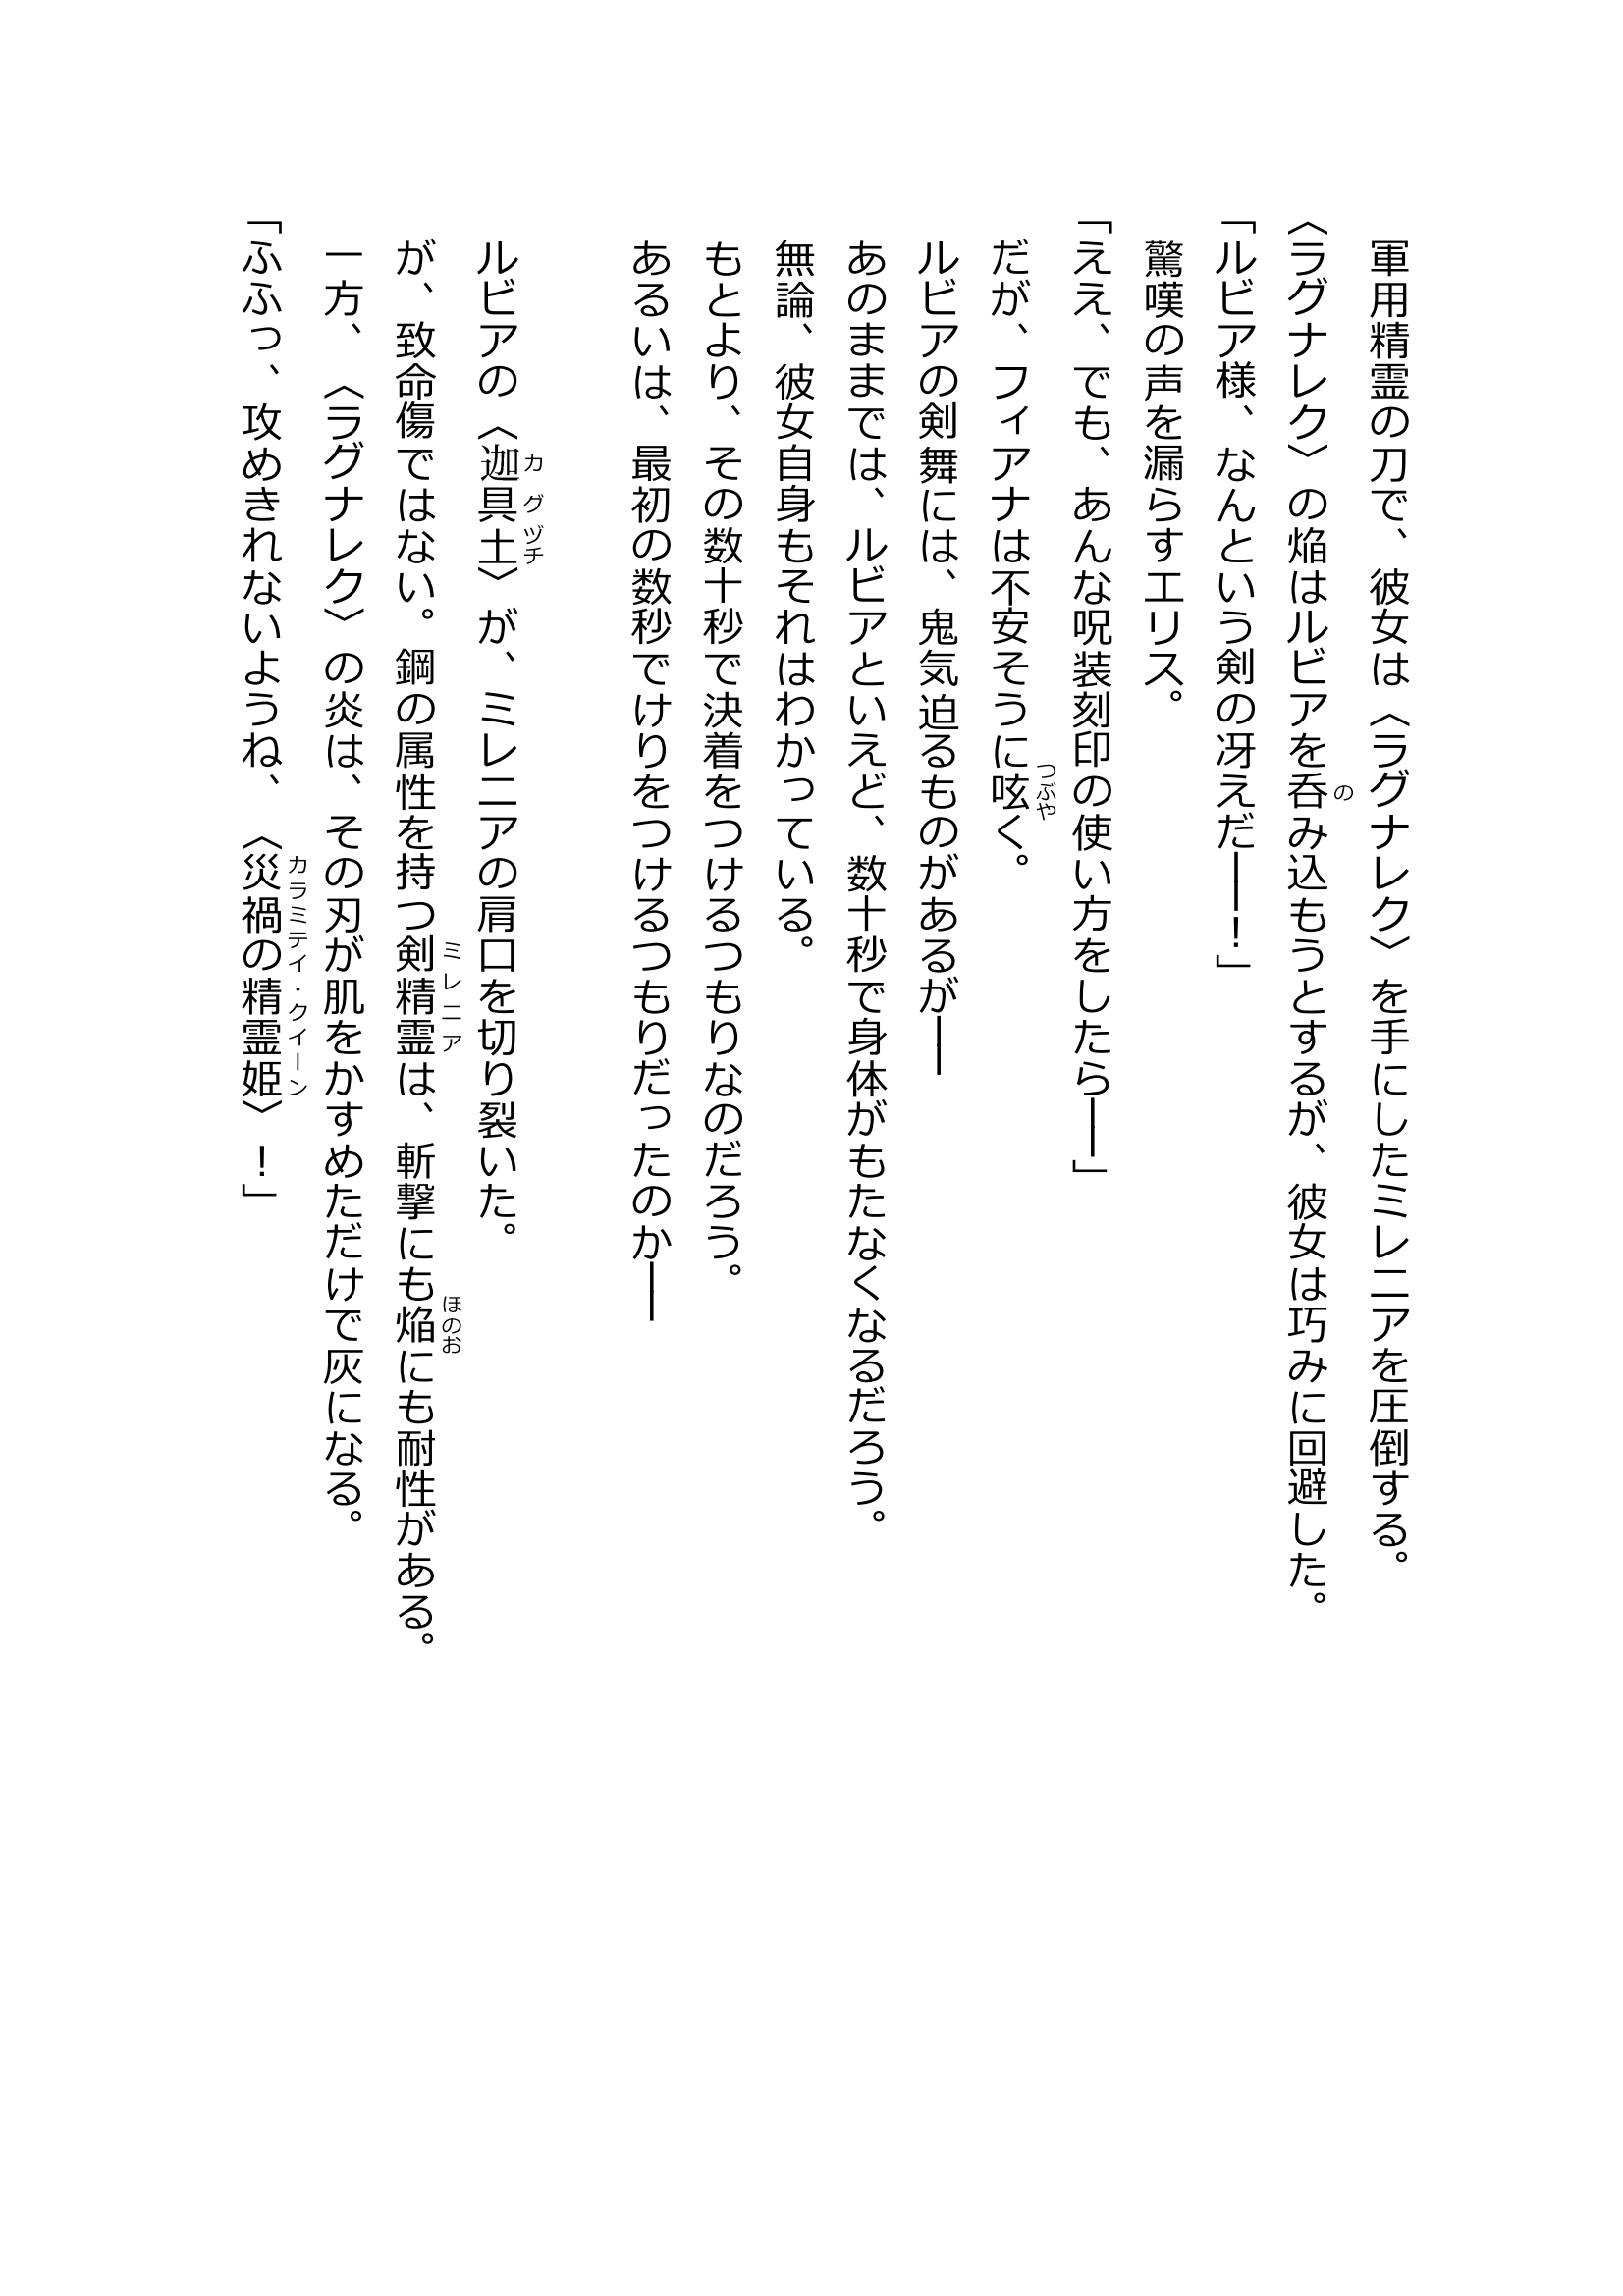 軍用精霊の刀で、彼女は〈ラグナレク〉を手にしたミレニアを圧倒する。
〈ラグナレク〉の焔はルビアを呑み込もうとするが、彼女は巧みに回避した。
「ルビア様、なんという剣の冴えだ――！」
驚嘆の声を漏らすエリス。
「ええ、でも、あんな呪装刻印の使い方をしたら――」
だが、フィアナは不安そうに呟く。
ルビアの剣舞には、鬼気迫るものがあるが――
あのままでは、ルビアといえど、数十秒で身体がもたなくなるだろう。
無論、彼女自身もそれはわかっている。
もとより、その数十秒で決着をつけるつもりなのだろう。
あるいは、最初の数秒でけりをつけるつもりだったのか――
ルビアの〈迦具土〉が、ミレニアの肩口を切り裂いた。
が、致命傷ではない。鋼の属性を持つ剣精霊は、斬撃にも焔にも耐性がある。
一方、〈ラグナレク〉の炎は、その刃が肌をかすめただけで灰になる。
「ふふっ、攻めきれないようね、〈災禍の精霊姫〉！」